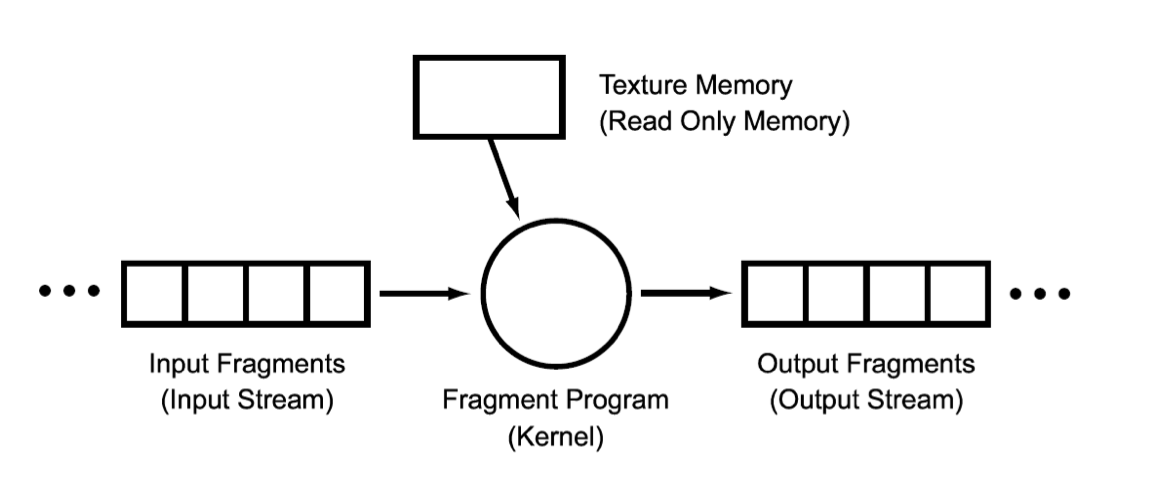 Texture Memory
(Read Only Memory)
Input Fragments
(Input Stream)
Fragment Program
(Kernel)
Output Fragments
(Output Stream)